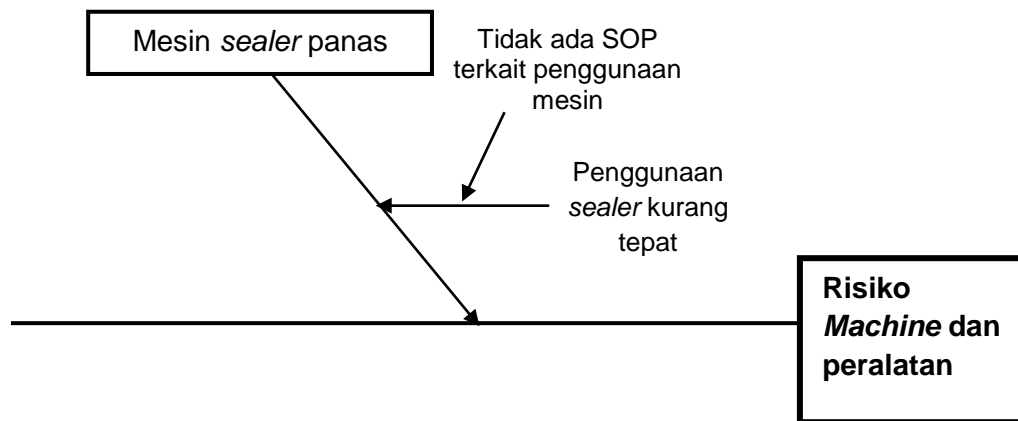 Mesin sealer panas
Tidak ada SOP
terkait penggunaan
mesin
Penggunaan
sealer kurang
tepat
Risiko
Machine dan
peralatan